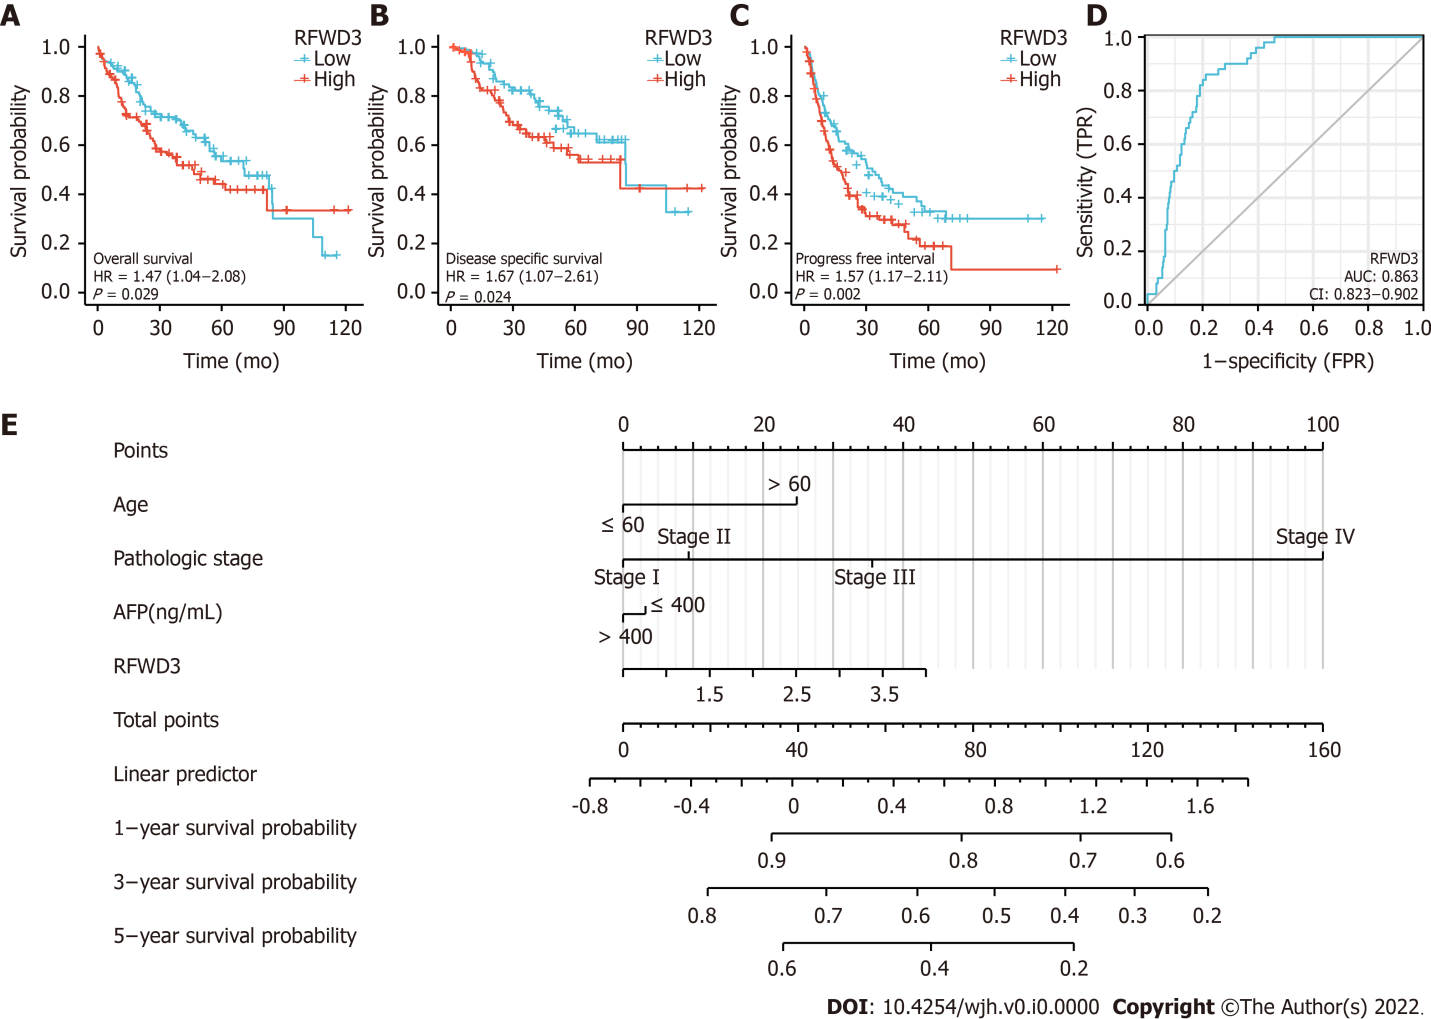 A
Survival probability
1.0
0.8
0.6
0.4
0.2
0.0
RFWD3
Low
High
Overall survival
HR = 1.47 (1.04−2.08)
P = 0.029
0 30 60 90 120
Time (mo)
B
Survival probability
1.0
0.8
0.6
0.4
0.2
0.0
RFWD3
Low
High
Disease specific survival
HR = 1.67 (1.07−2.61)
P = 0.024
0 30 60 90 120
Time (mo)
C
Survival probability
1.0
0.8
0.6
0.4
0.2
0.0
RFWD3
Low
High
Progress free interval
HR = 1.57 (1.17−2.11)
P = 0.002
0 30 60 90 120
Time (mo)
D
Sensitivity (TPR)
1.0
0.8
0.6
0.4
0.2
0.0
RFWD3
AUC: 0.863
CI: 0.823−0.902
0.0 0.2 0.4 0.6 0.8 1.0
1−specificity (FPR)
E
0 20 40 60 80 100
Points
> 60
Age
≤ 60
Stage II Stage IV
Pathologic stage
Stage I Stage III
≤ 400
AFP(ng/mL)
> 400
RFWD3
1.5 2.5 3.5
Total points
0 40 80 120 160
Linear predictor
-0.8 -0.4 0 0.4 0.8 1.2 1.6
1−year survival probability
0.9 0.8 0.7 0.6
3−year survival probability
0.8 0.7 0.6 0.5 0.4 0.3 0.2
5−year survival probability
0.6 0.4 0.2
DOI: 10.4254/wjh.v0.i0.0000 Copyright ©The Author(s) 2022.